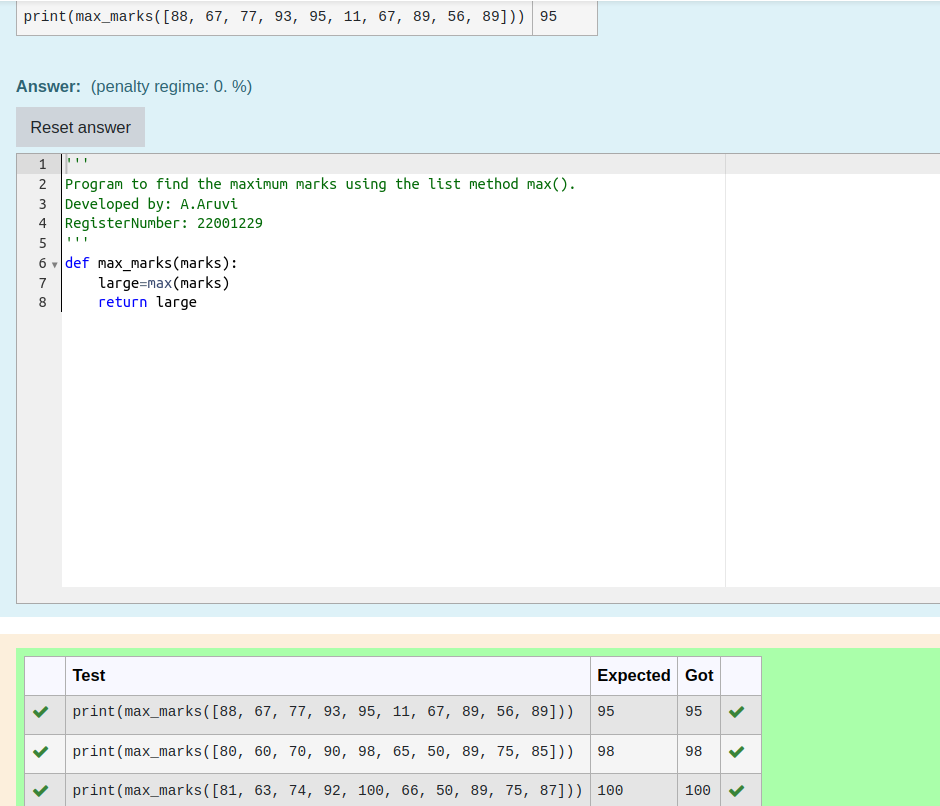 print(max_marks([88, 67, 77, 93, 95, 11, 67, 89, 56, 89])) 95
Answer: (penalty regime: 0. %)
Reset answer
1 '''
2 Program to find the maximum marks using the list method max().
3 Developed by: A.Aruvi
4 RegisterNumber: 22001229
5 '''
6 def max_marks(marks):
7     large=max(marks)
8     return large
Test Expected Got
print(max_marks([88, 67, 77, 93, 95, 11, 67, 89, 56, 89])) 95 95
print(max_marks([80, 60, 70, 90, 98, 65, 50, 89, 75, 85])) 98 98
print(max_marks([81, 63, 74, 92, 100, 66, 50, 89, 75, 87])) 100 100